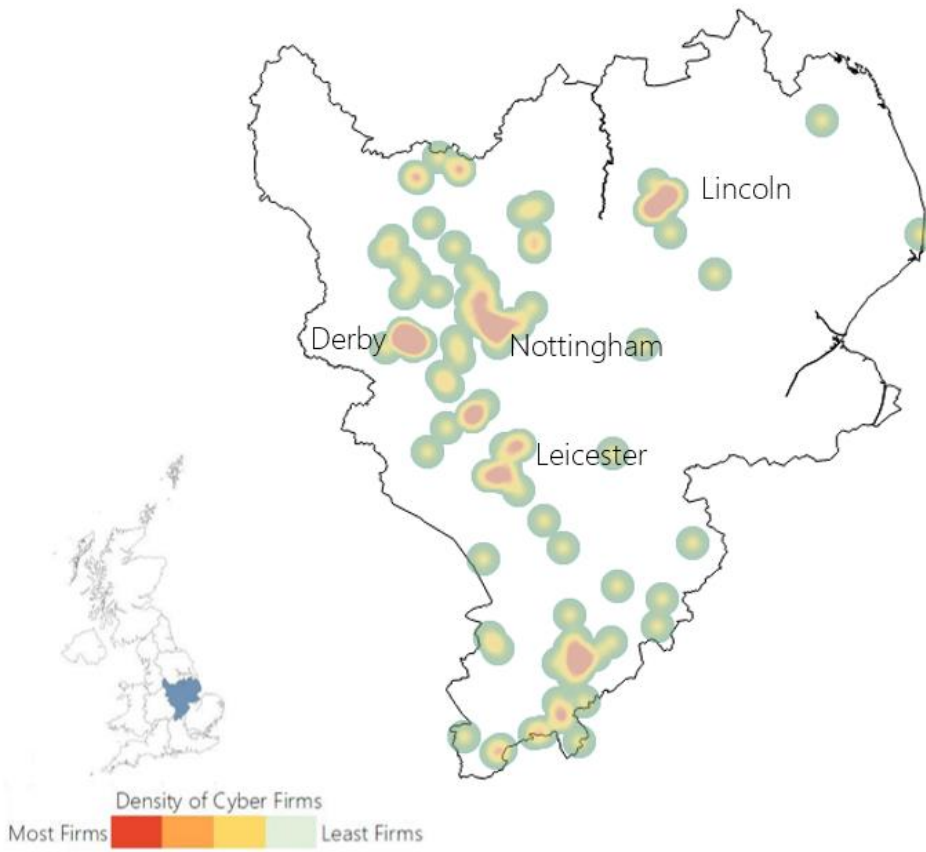 Lincoln
Derby
Nottingham
Leicester
Density of Cyber Firms
Most Firms
Least Firms